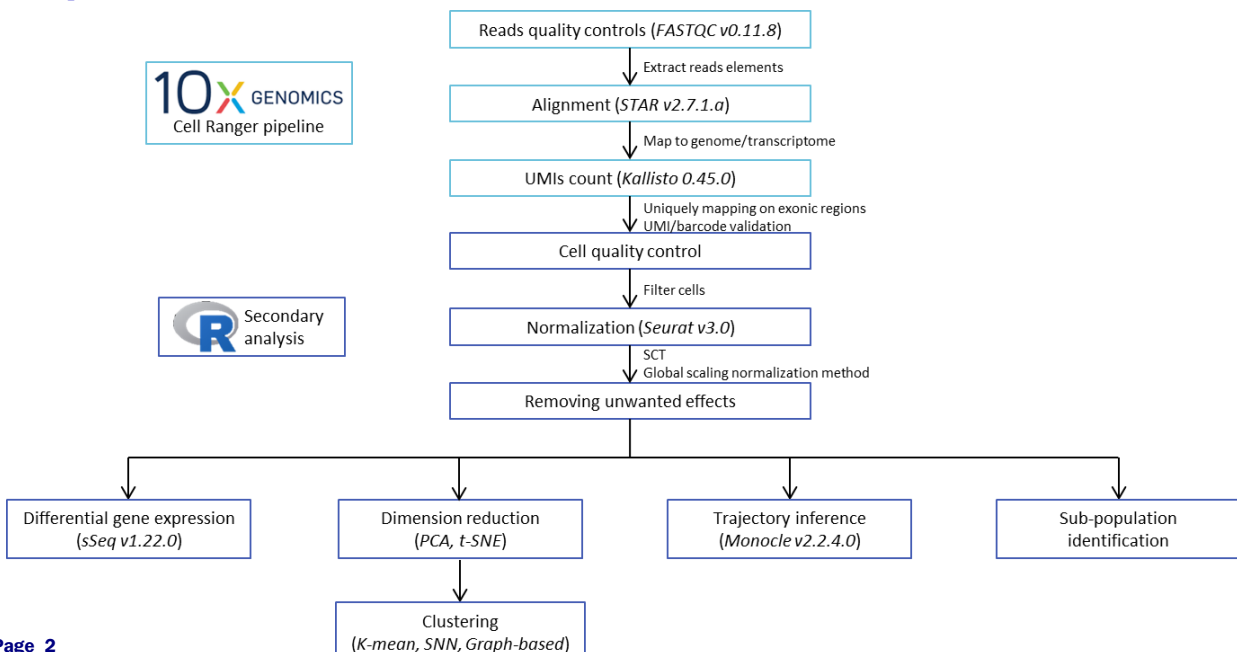 Reads quality controls (FASTQC v0.11.8)
Extract reads elements
10X GENOMICS
Cell Ranger pipeline
Alignment (STAR v2.7.1.a)
Map to genome/transcriptome
UMIs count (Kallisto 0.45.0)
Uniquely mapping on exonic regions
UMI/barcode validation
Cell quality control
Filter cells
R
Secondary
analysis
Normalization (Seurat v3.0)
SCT
Global scaling normalization method
Removing unwanted effects
Differential gene expression
(sSeq v1.22.0)
Dimension reduction
(PCA, t-SNE)
Trajectory inference
(Monocle v2.2.4.0)
Sub-population
identification
Clustering
(K-mean, SNN, Graph-based)
Page 2